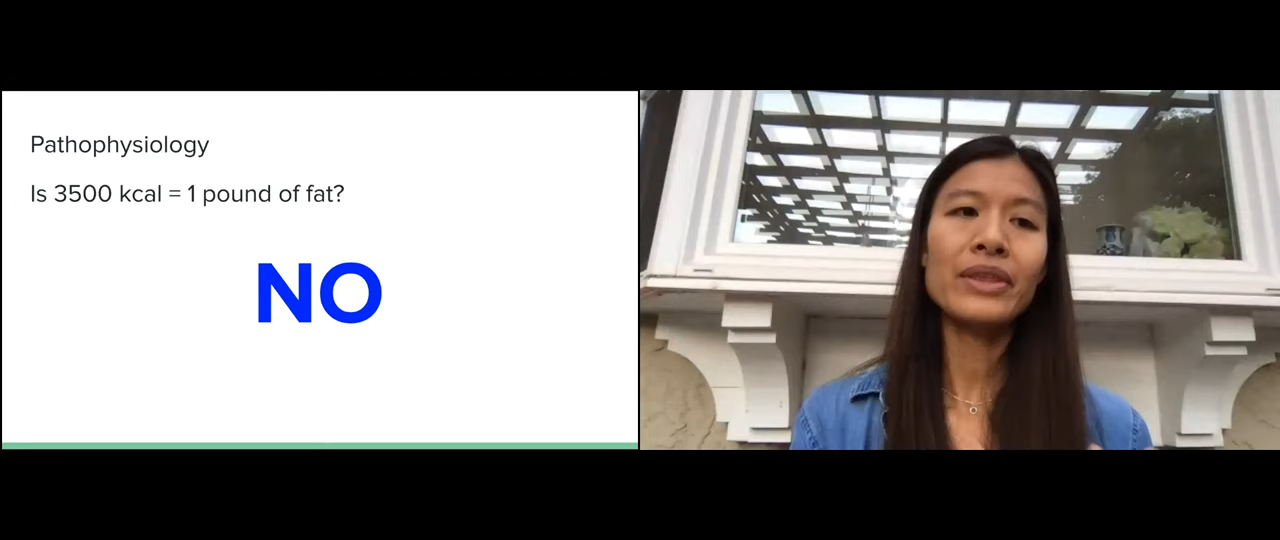 Pathophysiology
Is 3500 kcal = 1 pound of fat?
NO